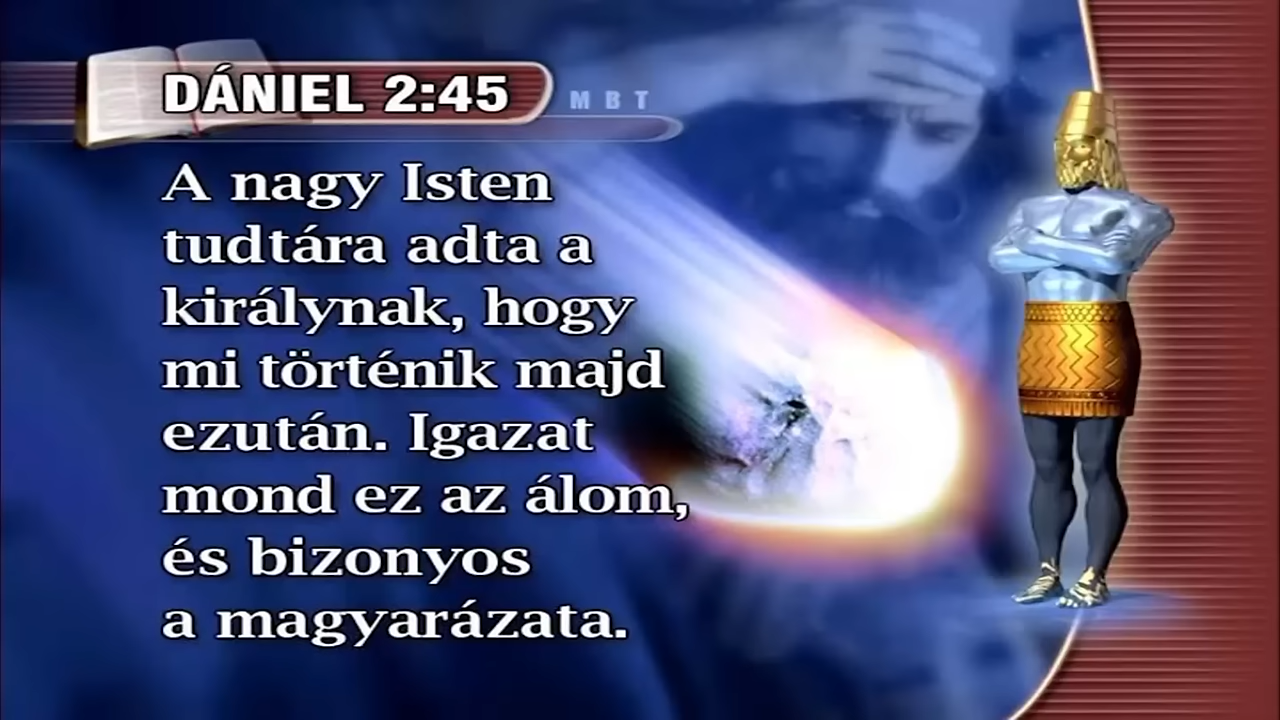 DÁNIEL 2:45
MBT
A nagy Isten
tudtára adta a
királynak, hogy
mi történik majd
ezután. Igazat
mond ez az álom,
és bizonyos
a magyarázata.